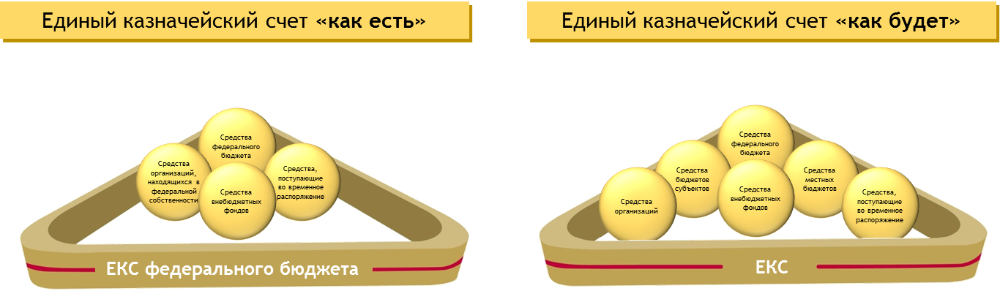 Единый казначейский счет «как есть»
Средства
федерального
бюджета
Средства
организаций,
находящихся в
федеральной
собственности
Средства,
поступающие
во временное
распоряжение
Средства
внебюджетных
фондов
ЕКС федерального бюджета
Единый казначейский счет «как будет»
Средства
федерального
бюджета
Средства
бюджетов
субъектов
Средства
местных
бюджетов
Средства
организаций
Средства
внебюджетных
фондов
Средства,
поступающие
во временное
распоряжение
ЕКС